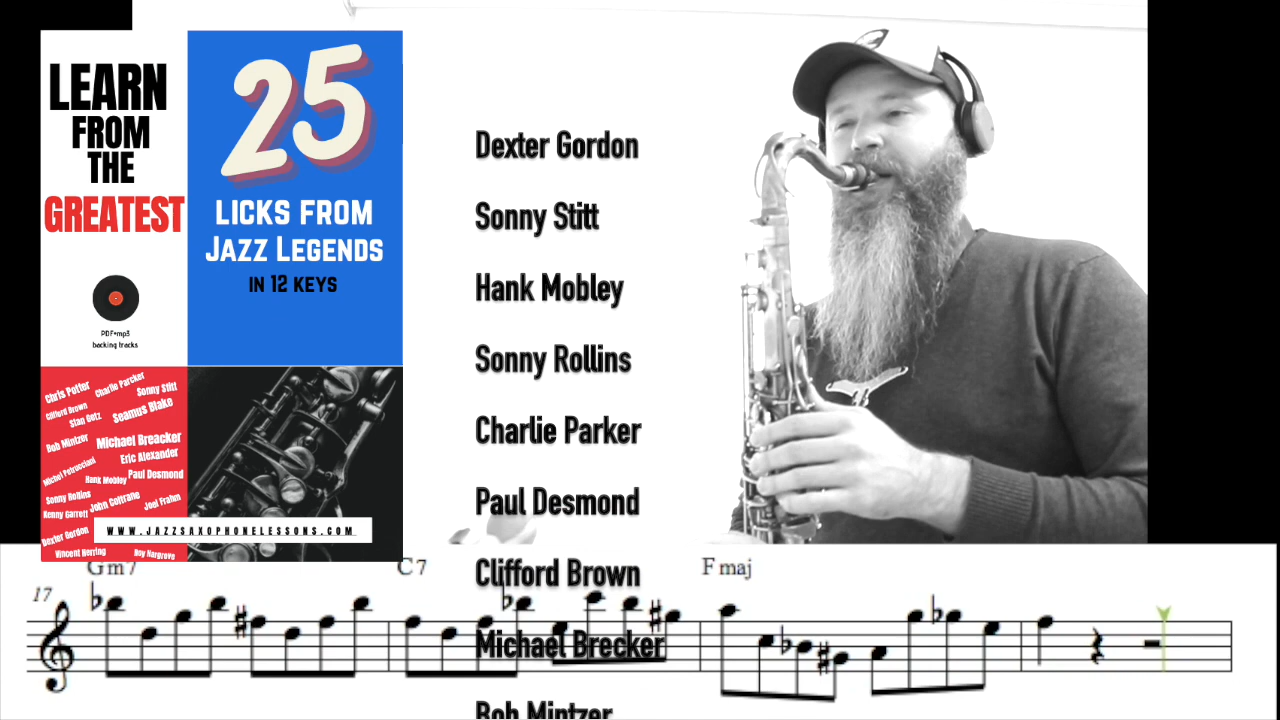 LEARN
FROM
THE
GREATEST
PDF+mp3
backing tracks
25
LICKS FROM
JAZZ LEGENDS
IN 12 KEYS
Chris Potter
Charlie Parcker
Sonny Stitt
Clifford Brown
Stan Getz
Seamus Blake
Bob Mintzer
Michael Breacker
Eric Alexander
Michel Petrucciani
Hank Mobley
Paul Desmond
Sonny Rollins
John Coltrane
Joel Frahm
Kenny Garrett
Dexter Gordon
Vincent Herring
Roy Hargrove
WWW.JAZZSAXOPHONELESSONS.COM
Dexter Gordon
Sonny Stitt
Hank Mobley
Sonny Rollins
Charlie Parker
Paul Desmond
Clifford Brown
Michael Brecker
Bob Mintzer
Gm7
C7
F maj
17